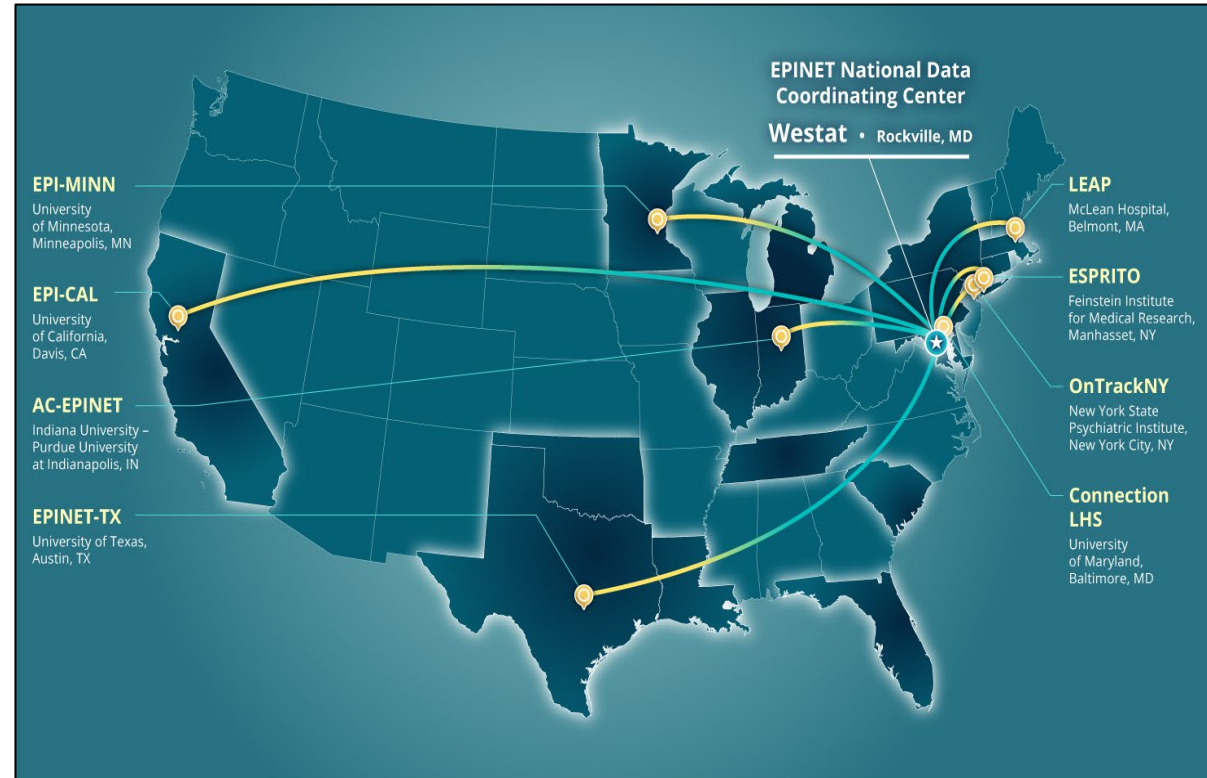 EPINET National Data
Coordinating Center
Westat • Rockville, MD
EPI-MINN
University
of Minnesota,
Minneapolis, MN
EPI-CAL
University
of California,
Davis, CA
AC-EPINET
Indiana University –
Purdue University
at Indianapolis, IN
EPINET-TX
University of Texas,
Austin, TX
LEAP
McLean Hospital,
Belmont, MA
ESPRITO
Feinstein Institute
for Medical Research,
Manhasset, NY
OnTrackNY
New York State
Psychiatric Institute,
New York City, NY
Connection
LHS
University
of Maryland,
Baltimore, MD